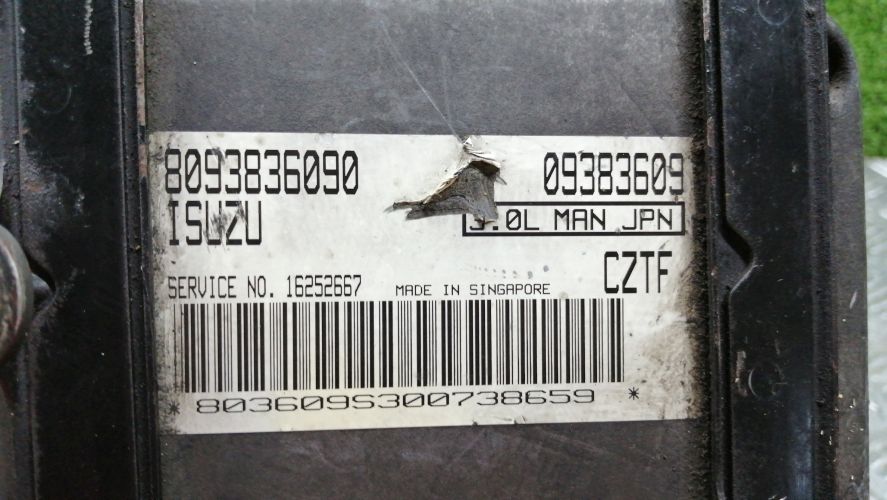 8093836090 09383609
ISUZU .0L MAN JPN
SERVICE NO. 16252667 MADE IN SINGAPORE CZTF
* 803609S300738659 *